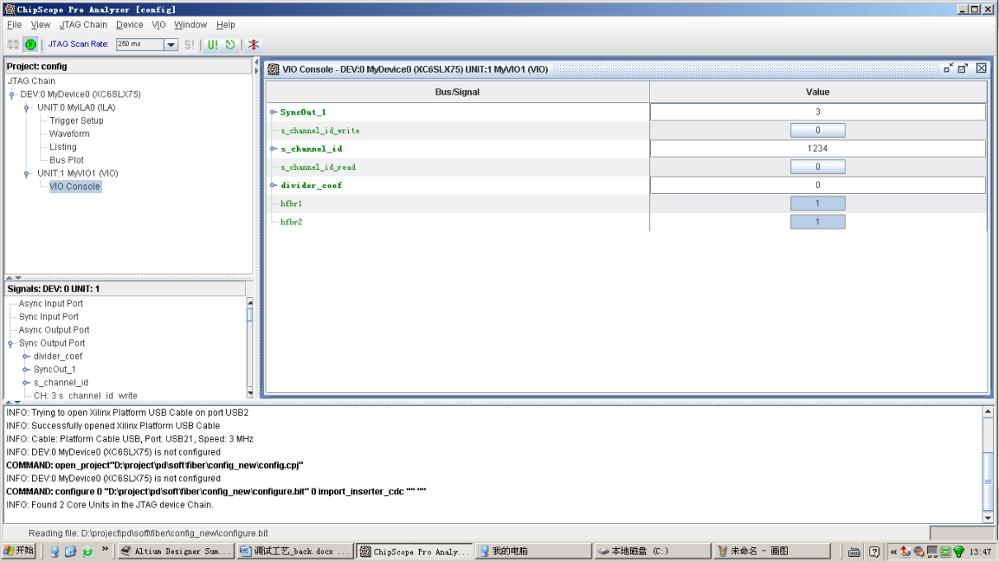 ChipScope Pro Analyzer [config]
File View JTAG Chain Device VIO Window Help
JTAG Scan Rate: 250 ms S! U!
Project: config
JTAG Chain
DEV:0 MyDevice0 (XC6SLX75)
UNIT:0 MyILA0 (ILA)
Trigger Setup
Waveform
Listing
Bus Plot
UNIT:1 MyVIO1 (VIO)
VIO Console
Signals: DEV: 0 UNIT: 1
Async Input Port
Sync Input Port
Async Output Port
Sync Output Port
divider_coef
SyncOut_1
s_channel_id
CH: 3 s_channel_id_write
VIO Console - DEV:0 MyDevice0 (XC6SLX75) UNIT:1 MyVIO1 (VIO)
Bus/Signal Value
SyncOut_1 3
s_channel_id_write 0
s_channel_id 1234
s_channel_id_read 0
divider_coef 0
hfbr1 1
hfbr2 1
INFO: Trying to open Xilinx Platform USB Cable on port USB2
INFO: Successfully opened Xilinx Platform USB Cable
INFO: Cable: Platform Cable USB, Port: USB21, Speed: 3 MHz
INFO: DEV:0 MyDevice0 (XC6SLX75) is not configured
COMMAND: open_project"D:\project\pd\soft\fiber\config_new\config.cpj"
INFO: DEV:0 MyDevice0 (XC6SLX75) is not configured
COMMAND: configure 0 "D:\project\pd\soft\fiber\config_new\configure.bit" 0 import_inserter_cdc "" ""
INFO: Found 2 Core Units in the JTAG device Chain.
Reading file: D:\project\pd\soft\fiber\config_new\configure.bit
开始 » Altium Designer Sum... 调试工艺_back.docx ... ChipScope Pro Analy... 我的电脑 本地磁盘 (C:) 未命名 - 画图 « 13:47